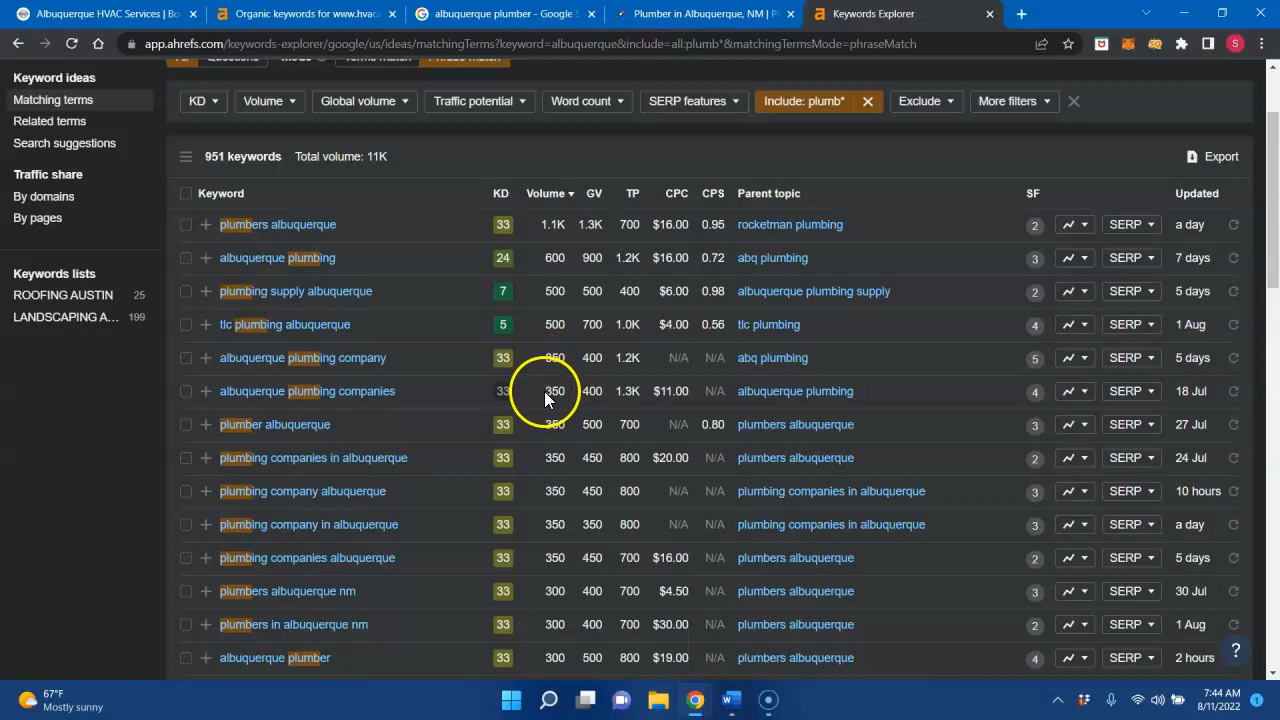 Albuquerque HVAC Services | Bo
Organic keywords for www.hvaca
albuquerque plumber - Google S
Plumber in Albuquerque, NM | Pl
Keywords Explorer
app.ahrefs.com/keywords-explorer/google/us/ideas/matchingTerms?keyword=albuquerque&include=all:plumb*&matchingTermsMode=phraseMatch
S
Keyword ideas
Matching terms
Related terms
Search suggestions
Traffic share
By domains
By pages
Keywords lists
ROOFING AUSTIN 25
LANDSCAPING A... 199
All Questions Mode Terms match Phrase match
KD Volume Global volume Traffic potential Word count SERP features Include: plumb* Exclude More filters
951 keywords Total volume: 11K Export
Keyword KD Volume GV TP CPC CPS Parent topic SF Updated
plumbers albuquerque 33 1.1K 1.3K 700 $16.00 0.95 rocketman plumbing 2 SERP a day
albuquerque plumbing 24 600 900 1.2K $16.00 0.72 abq plumbing 3 SERP 7 days
plumbing supply albuquerque 7 500 500 400 $6.00 0.98 albuquerque plumbing supply 2 SERP 5 days
tlc plumbing albuquerque 5 500 700 1.0K $4.00 0.56 tlc plumbing 4 SERP 1 Aug
albuquerque plumbing company 33 350 400 1.2K N/A N/A abq plumbing 5 SERP 5 days
albuquerque plumbing companies 33 350 400 1.3K $11.00 N/A albuquerque plumbing 4 SERP 18 Jul
plumber albuquerque 33 350 500 700 N/A 0.80 plumbers albuquerque 3 SERP 27 Jul
plumbing companies in albuquerque 33 350 450 800 $20.00 N/A plumbers albuquerque 2 SERP 24 Jul
plumbing company albuquerque 33 350 450 800 N/A N/A plumbing companies in albuquerque 3 SERP 10 hours
plumbing company in albuquerque 33 350 350 800 N/A N/A plumbing companies in albuquerque 3 SERP a day
plumbing companies albuquerque 33 350 450 700 $16.00 N/A plumbers albuquerque 2 SERP 5 days
plumbers albuquerque nm 33 300 400 700 $4.50 N/A plumbers albuquerque 3 SERP 30 Jul
plumbers in albuquerque nm 33 300 400 700 $30.00 N/A plumbers albuquerque 2 SERP 1 Aug
albuquerque plumber 33 300 500 800 $19.00 N/A plumbers albuquerque 4 SERP 2 hours
?
67°F
Mostly sunny
7:44 AM
8/11/2022
1